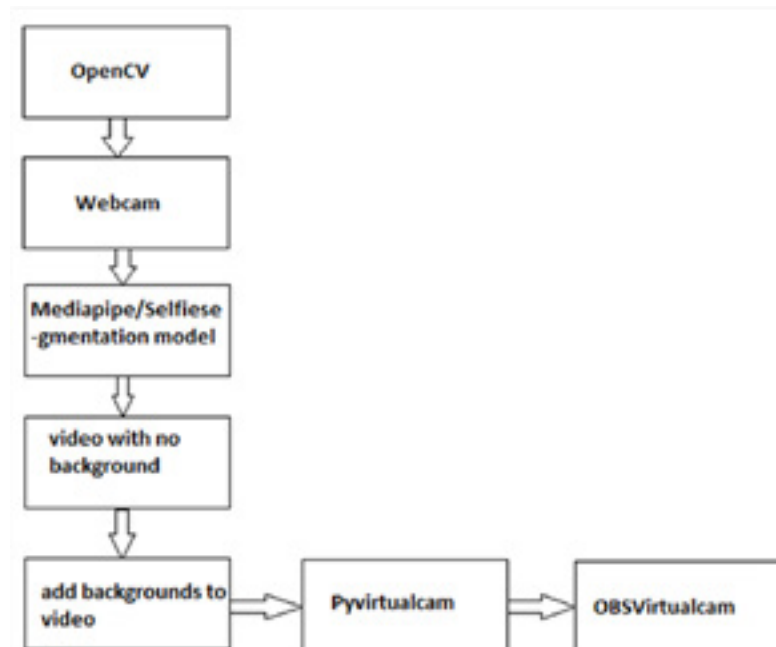 OpenCV
Webcam
Mediapipe/Selfiese
-gmentation model
video with no
background
add backgrounds to
video
Pyvirtualcam
OBSVirtualcam